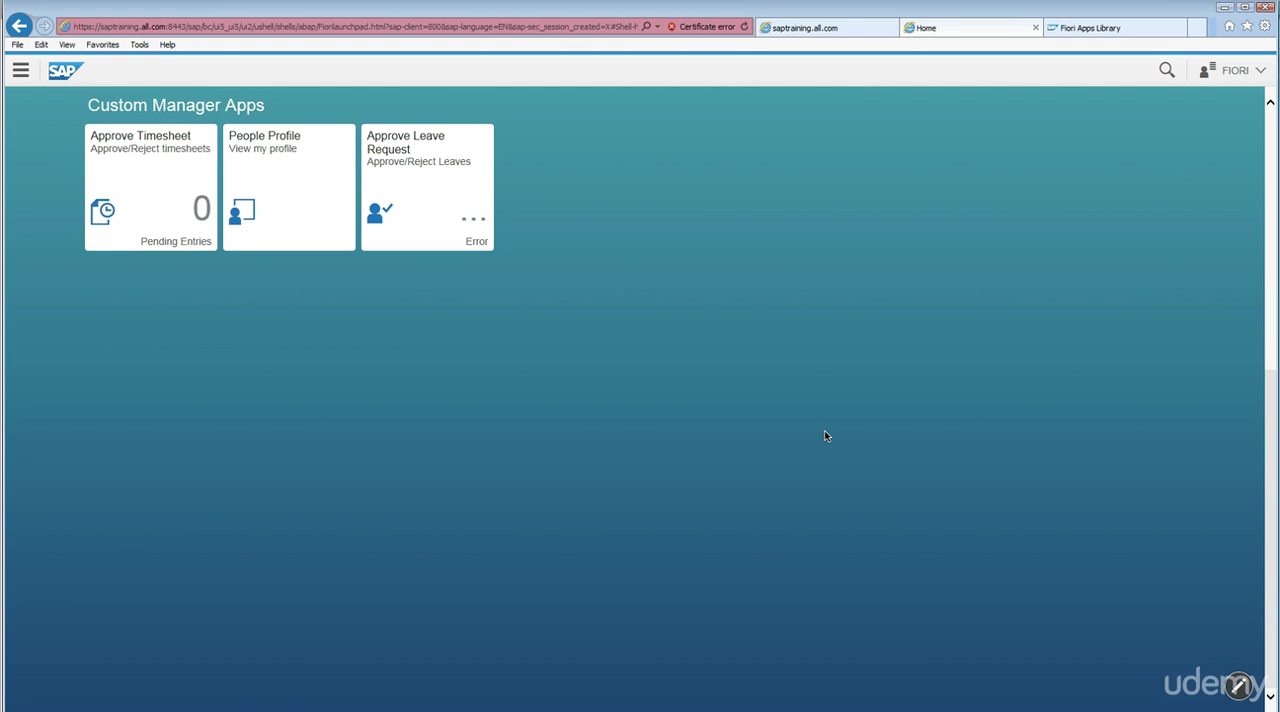 https://saptraining.all.com:8443/sap/bc/ui5_ui5/ui2/ushell/shells/abap/Fiorilaunchpad.html?sap-client=800&sap-language=EN&sap-sec_session_created=X#Shell-h
Certificate error
saptraining.all.com
Home
Fiori Apps Library
File Edit View Favorites Tools Help
SAP
FIORI
Custom Manager Apps
Approve Timesheet
Approve/Reject timesheets
0
Pending Entries
People Profile
View my profile
Approve Leave
Request
Approve/Reject Leaves
...
Error
udemy